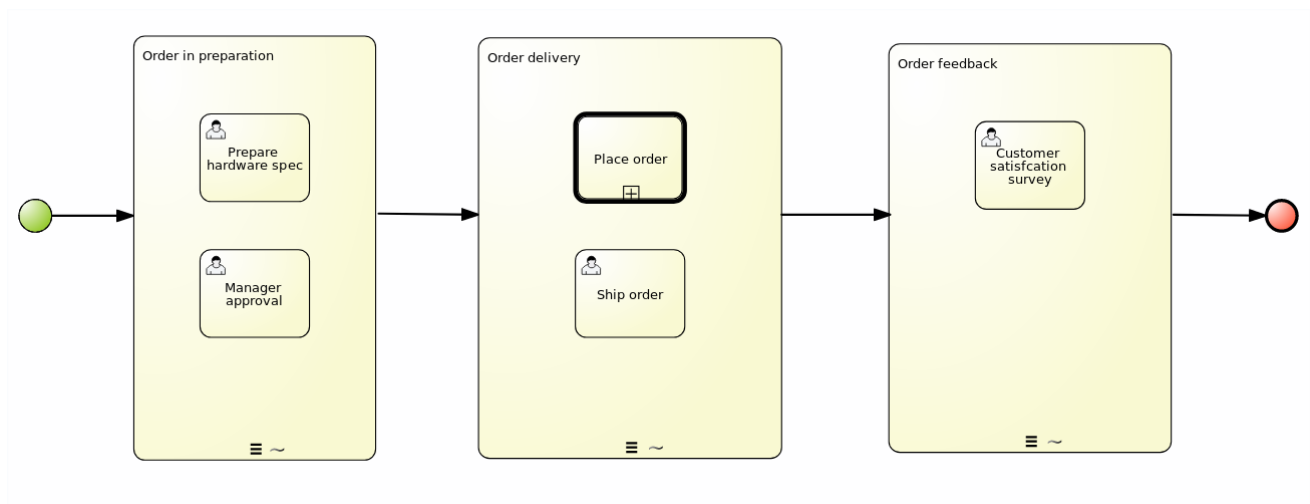 Order in preparation
Prepare
hardware spec
Manager
approval
Order delivery
Place order
Ship order
Order feedback
Customer
satisfcation
survey